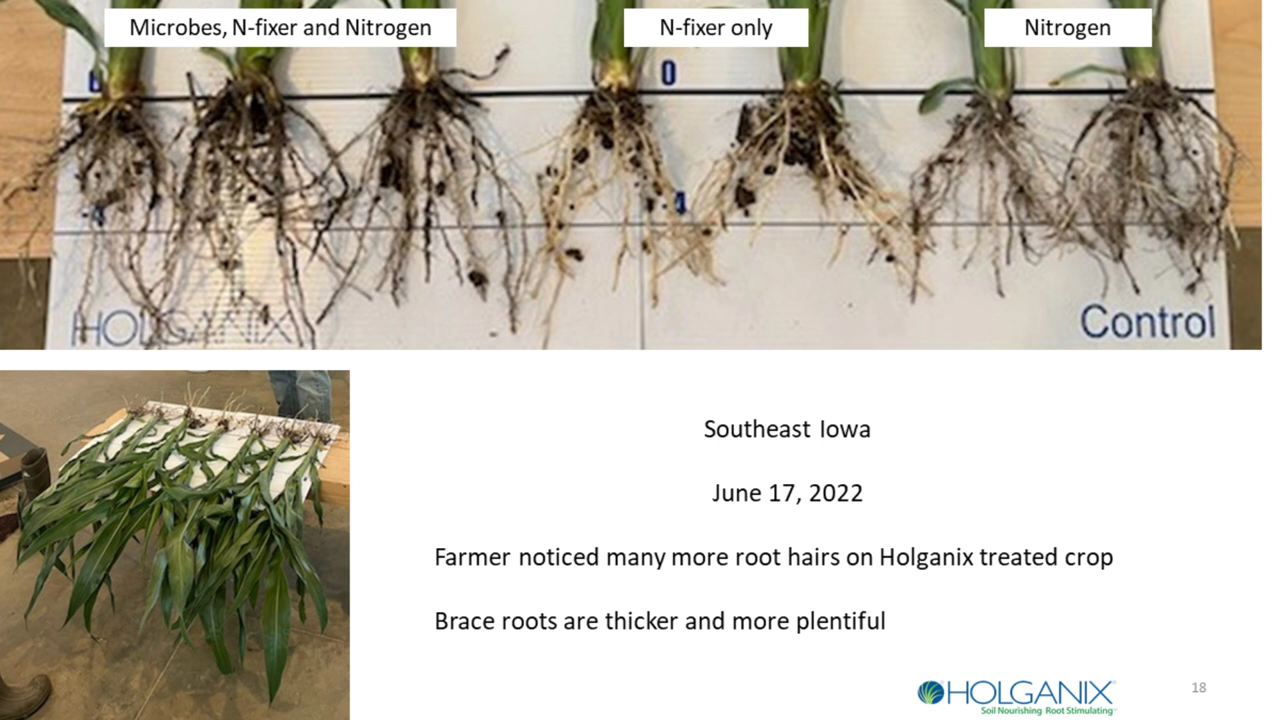 Microbes, N-fixer and Nitrogen
N-fixer only
Nitrogen
0
4
HOLGANIX
Control
Southeast Iowa
June 17, 2022
Farmer noticed many more root hairs on Holganix treated crop
Brace roots are thicker and more plentiful
HOLGANIX
Soil Nourishing Root Stimulating
18